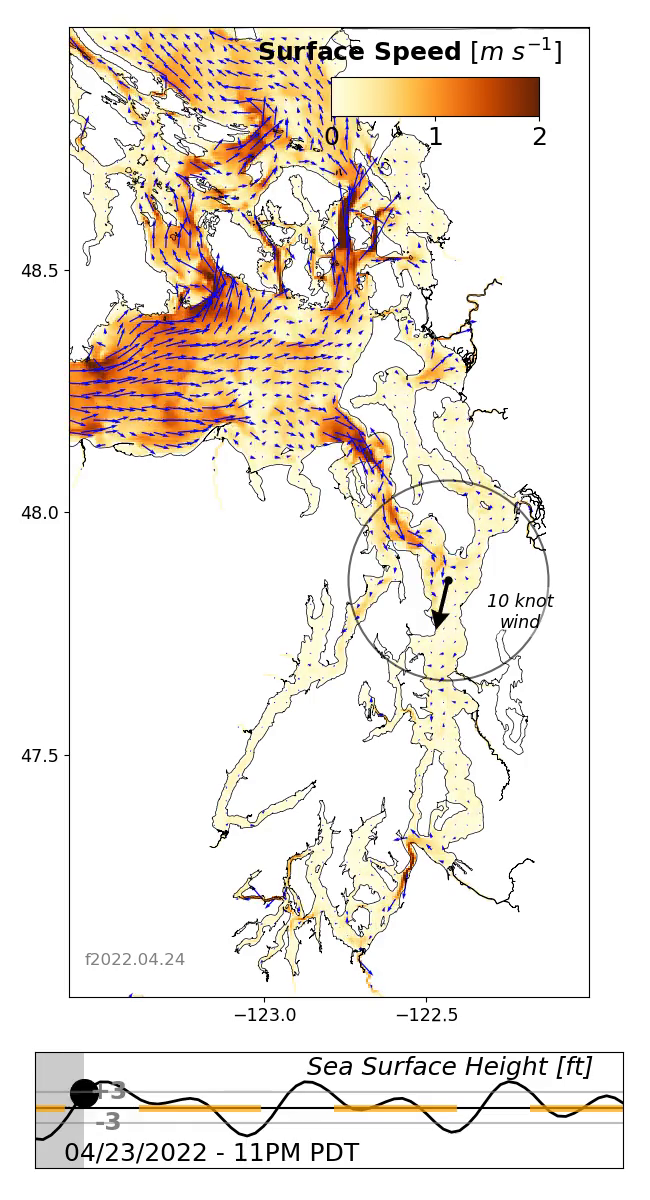 Surface Speed [m s⁻¹]
0 1 2
48.5
48.0
47.5
10 knot
wind
f2022.04.24
−123.0 −122.5
Sea Surface Height [ft]
+3
-3
04/23/2022 - 11PM PDT